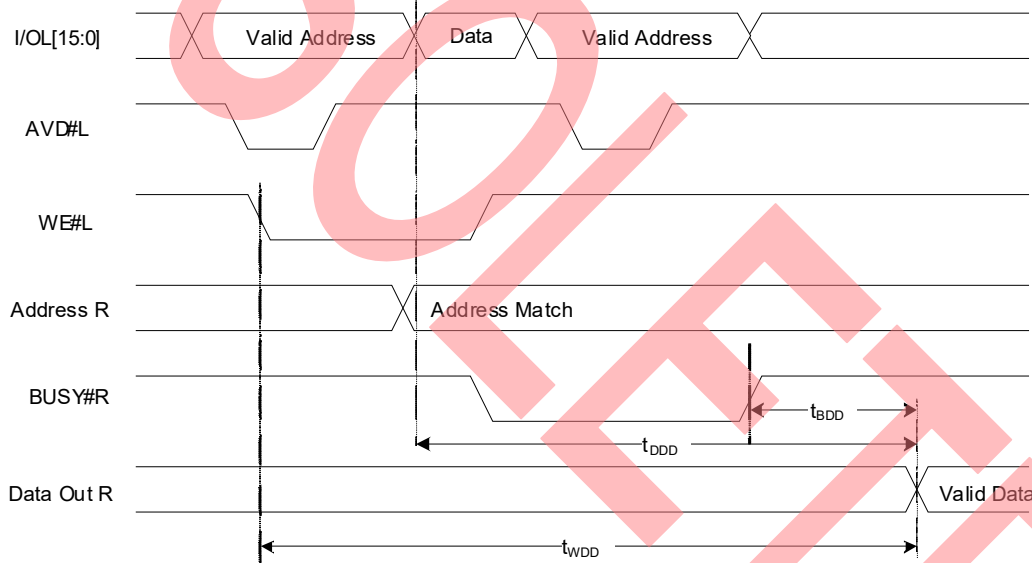 I/OL[15:0] Valid Address Data Valid Address
AVD#L
WE#L
Address R Address Match
BUSY#R
tBDD
tDDD
Data Out R Valid Data
tWDD